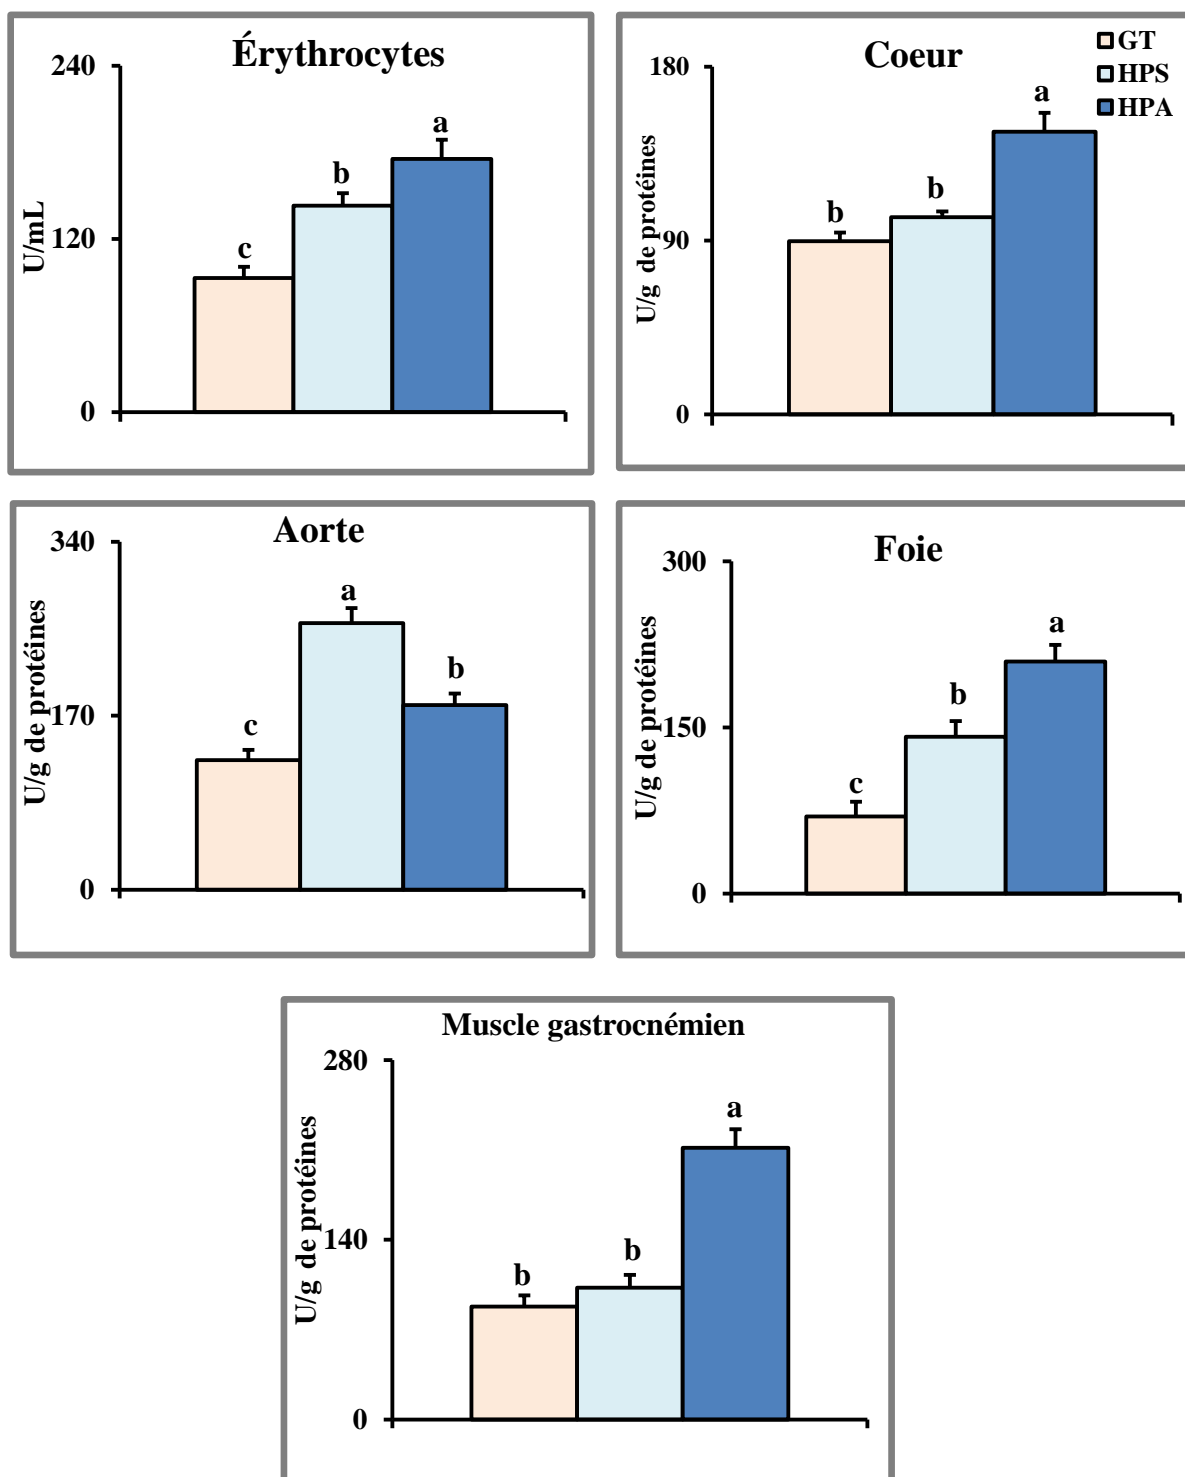 Érythrocytes
240
120
0
U/mL
c
b
a
Coeur
GT
HPS
HPA
180
90
0
U/g de protéines
b
b
a
Aorte
340
170
0
U/g de protéines
c
a
b
Foie
300
150
0
U/g de protéines
c
b
a
Muscle gastrocnémien
280
140
0
U/g de protéines
b
b
a